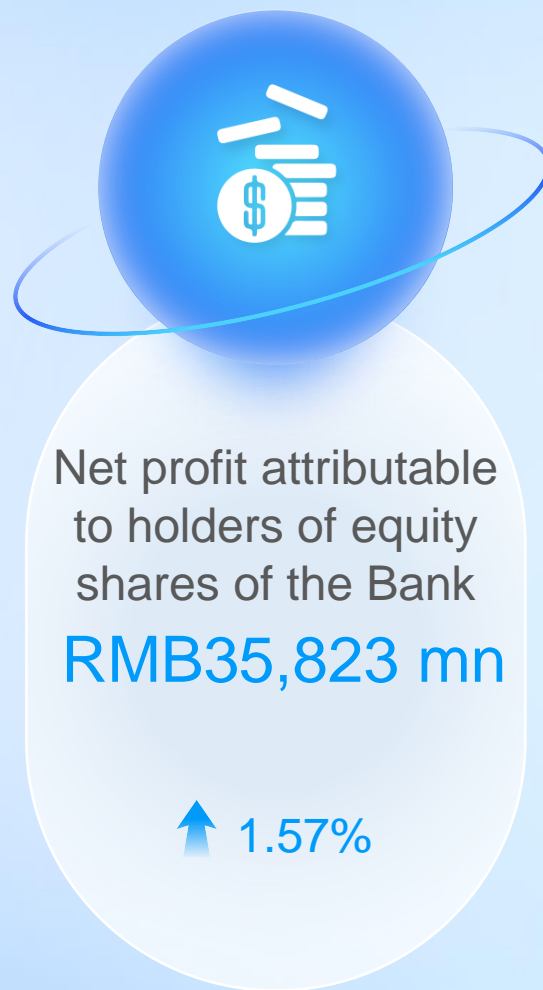 $
Net profit attributable
to holders of equity
shares of the Bank
RMB35,823 mn
1.57%